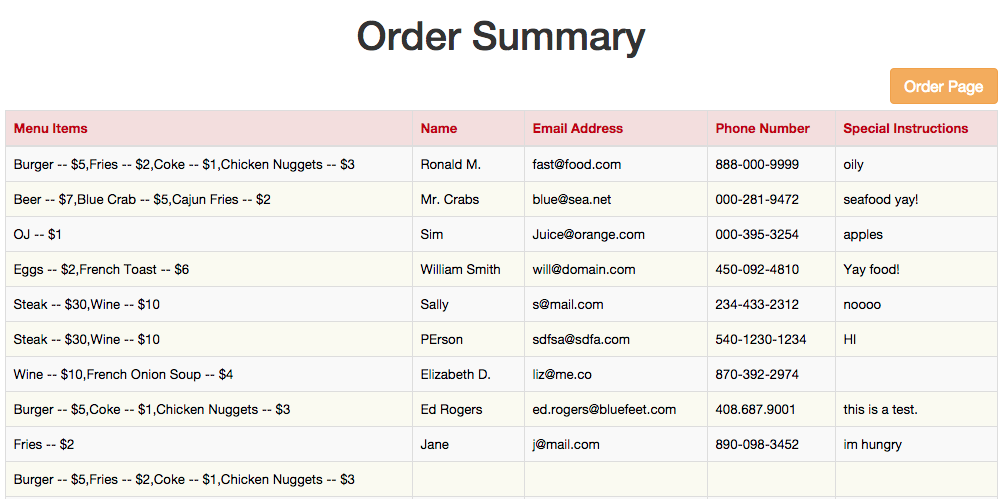 Order Summary
Order Page
Menu Items Name Email Address Phone Number Special Instructions
Burger -- $5,Fries -- $2,Coke -- $1,Chicken Nuggets -- $3 Ronald M. fast@food.com 888-000-9999 oily
Beer -- $7,Blue Crab -- $5,Cajun Fries -- $2 Mr. Crabs blue@sea.net 000-281-9472 seafood yay!
OJ -- $1 Sim Juice@orange.com 000-395-3254 apples
Eggs -- $2,French Toast -- $6 William Smith will@domain.com 450-092-4810 Yay food!
Steak -- $30,Wine -- $10 Sally s@mail.com 234-433-2312 noooo
Steak -- $30,Wine -- $10 PErson sdfsa@sdfa.com 540-1230-1234 HI
Wine -- $10,French Onion Soup -- $4 Elizabeth D. liz@me.co 870-392-2974
Burger -- $5,Coke -- $1,Chicken Nuggets -- $3 Ed Rogers ed.rogers@bluefeet.com 408.687.9001 this is a test.
Fries -- $2 Jane j@mail.com 890-098-3452 im hungry
Burger -- $5,Fries -- $2,Coke -- $1,Chicken Nuggets -- $3